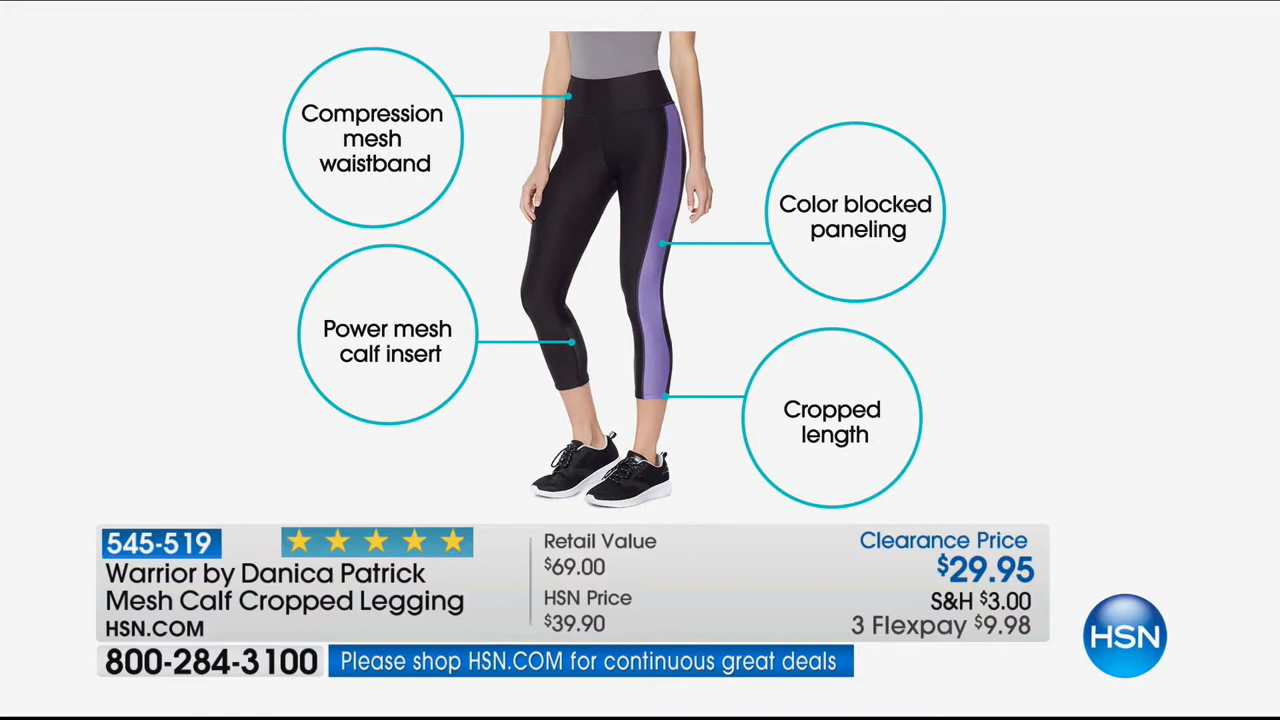 Compression
mesh
waistband
Color blocked
paneling
Power mesh
calf insert
Cropped
length
545-519
Warrior by Danica Patrick
Mesh Calf Cropped Legging
HSN.COM
Retail Value
$69.00
HSN Price
$39.90
Clearance Price
$29.95
S&H $3.00
3 Flexpay $9.98
HSN
800-284-3100
Please shop HSN.COM for continuous great deals